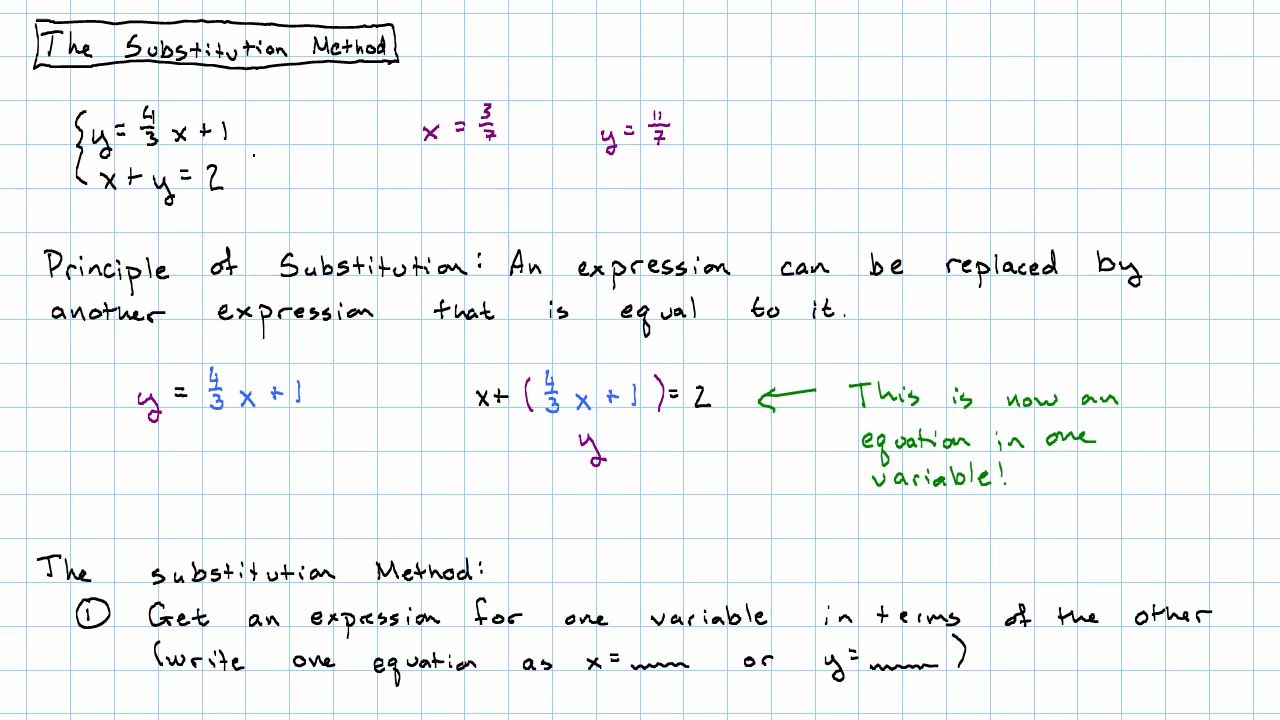 The Substitution Method
{ y = 4/3 x + 1    x = 3/7    y = 11/7
x + y = 2
Principle of Substitution: An expression can be replaced by
another expression that is equal to it.
y = 4/3 x + 1    x + (4/3 x + 1) = 2    ← This is now an
y    equation in one
variable!
The substitution Method:
① Get an expression for one variable in terms of the other
(write one equation as x = ___ or y = ___)